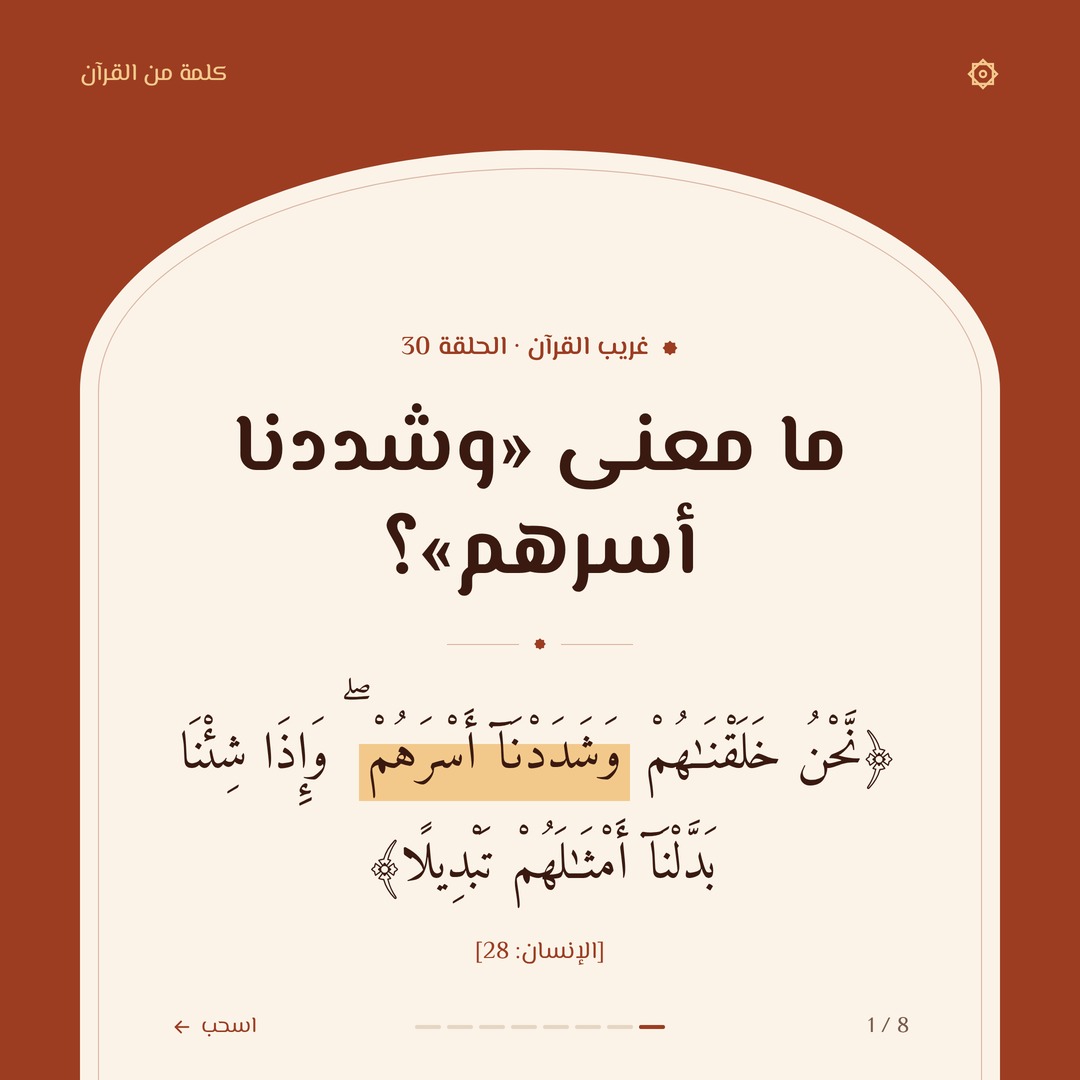 كلمة من القرآن
غريب القرآن · الحلقة 30
ما معنى «وشددنا
أسرهم»؟
﴿نَّحْنُ خَلَقْنَـٰهُمْ وَشَدَدْنَآ أَسْرَهُمْ ۖ وَإِذَا شِئْنَا
بَدَّلْنَآ أَمْثَـٰلَهُمْ تَبْدِيلًا﴾
[الإنسان: 28]
1 / 8
اسحب ←